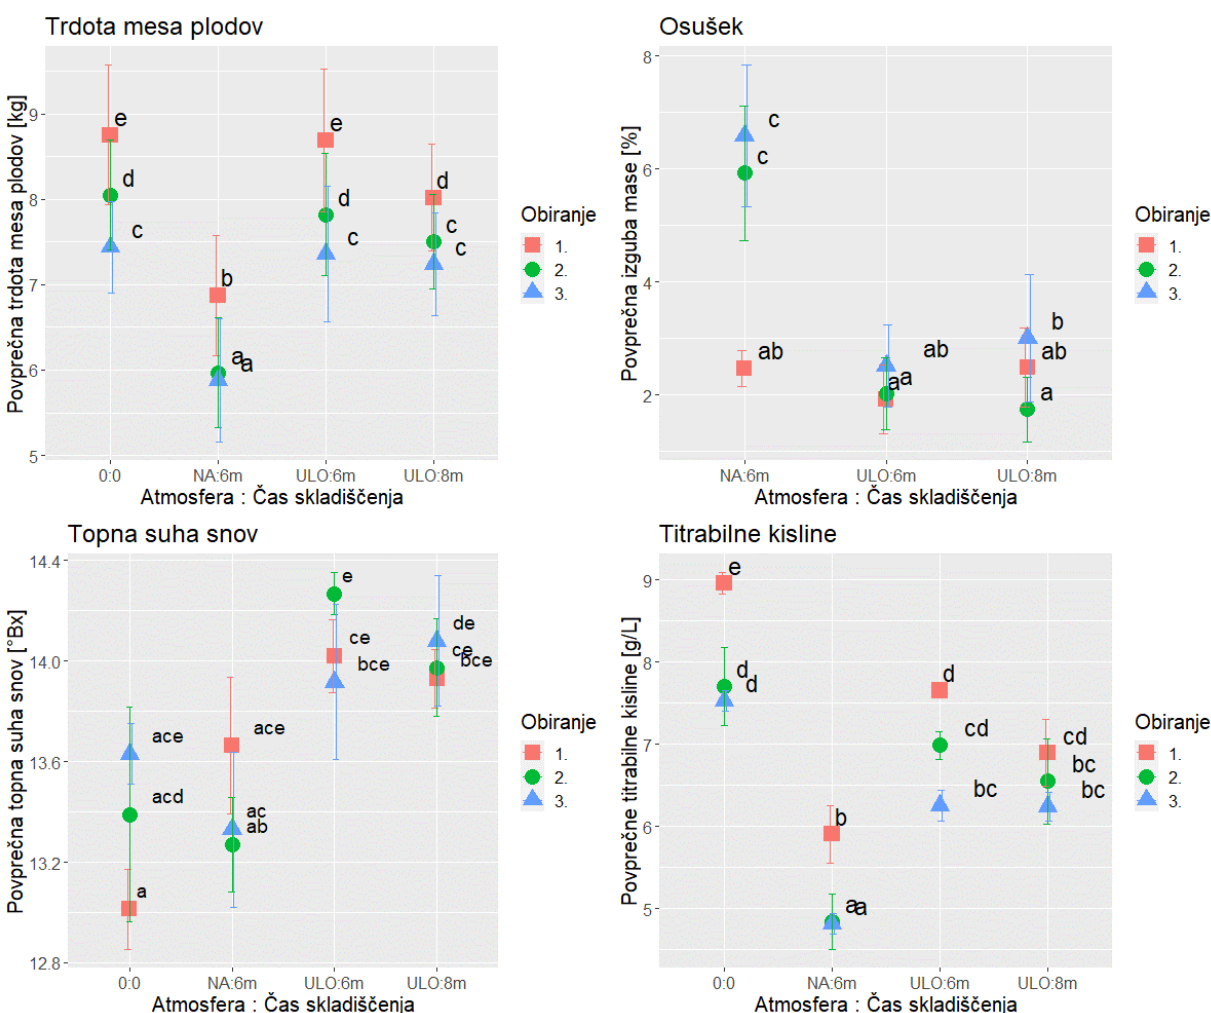 Trdota mesa plodov
Povprečna trdota mesa plodov [kg]
9
8
7
6
5
e
d
c
b
a
a
e
d
c
d
c
c
0:0
NA:6m
ULO:6m
ULO:8m
Atmosfera : Čas skladiščenja
Obiranje
1.
2.
3.
Osušek
Povprečna izguba mase [%]
8
6
4
2
c
c
ab
ab
a
a
b
ab
a
NA:6m
ULO:6m
ULO:8m
Atmosfera : Čas skladiščenja
Obiranje
1.
2.
3.
Topna suha snov
Povprečna topna suha snov [°Bx]
14.4
14.0
13.6
13.2
12.8
ace
acd
a
ace
ac
ab
e
ce
bce
de
ce
bce
0:0
NA:6m
ULO:6m
ULO:8m
Atmosfera : Čas skladiščenja
Obiranje
1.
2.
3.
Titrabilne kisline
Povprečne titrabilne kisline [g/L]
9
8
7
6
5
e
d
d
b
a
a
d
cd
bc
cd
bc
bc
0:0
NA:6m
ULO:6m
ULO:8m
Atmosfera : Čas skladiščenja
Obiranje
1.
2.
3.